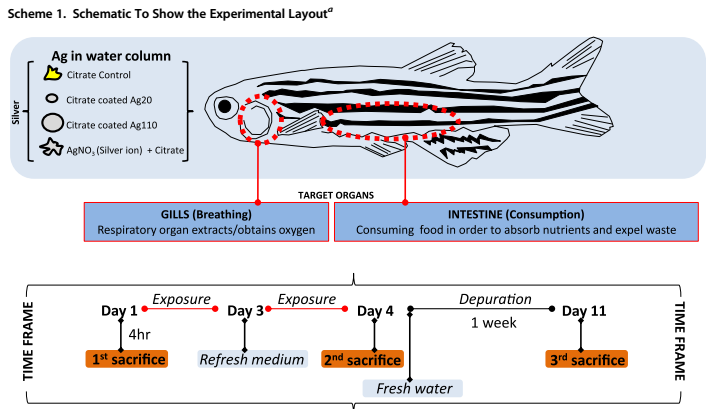 Scheme 1. Schematic To Show the Experimental Layout^a
Ag in water column
Silver
Citrate Control
Citrate coated Ag20
Citrate coated Ag110
AgNO₃ (Silver ion) + Citrate
TARGET ORGANS
GILLS (Breathing)
Respiratory organ extracts/obtains oxygen
INTESTINE (Consumption)
Consuming food in order to absorb nutrients and expel waste
TIME FRAME
Day 1
Exposure
Day 3
Exposure
Day 4
Depuration
1 week
Day 11
4hr
1st sacrifice
Refresh medium
2nd sacrifice
Fresh water
3rd sacrifice
TIME FRAME